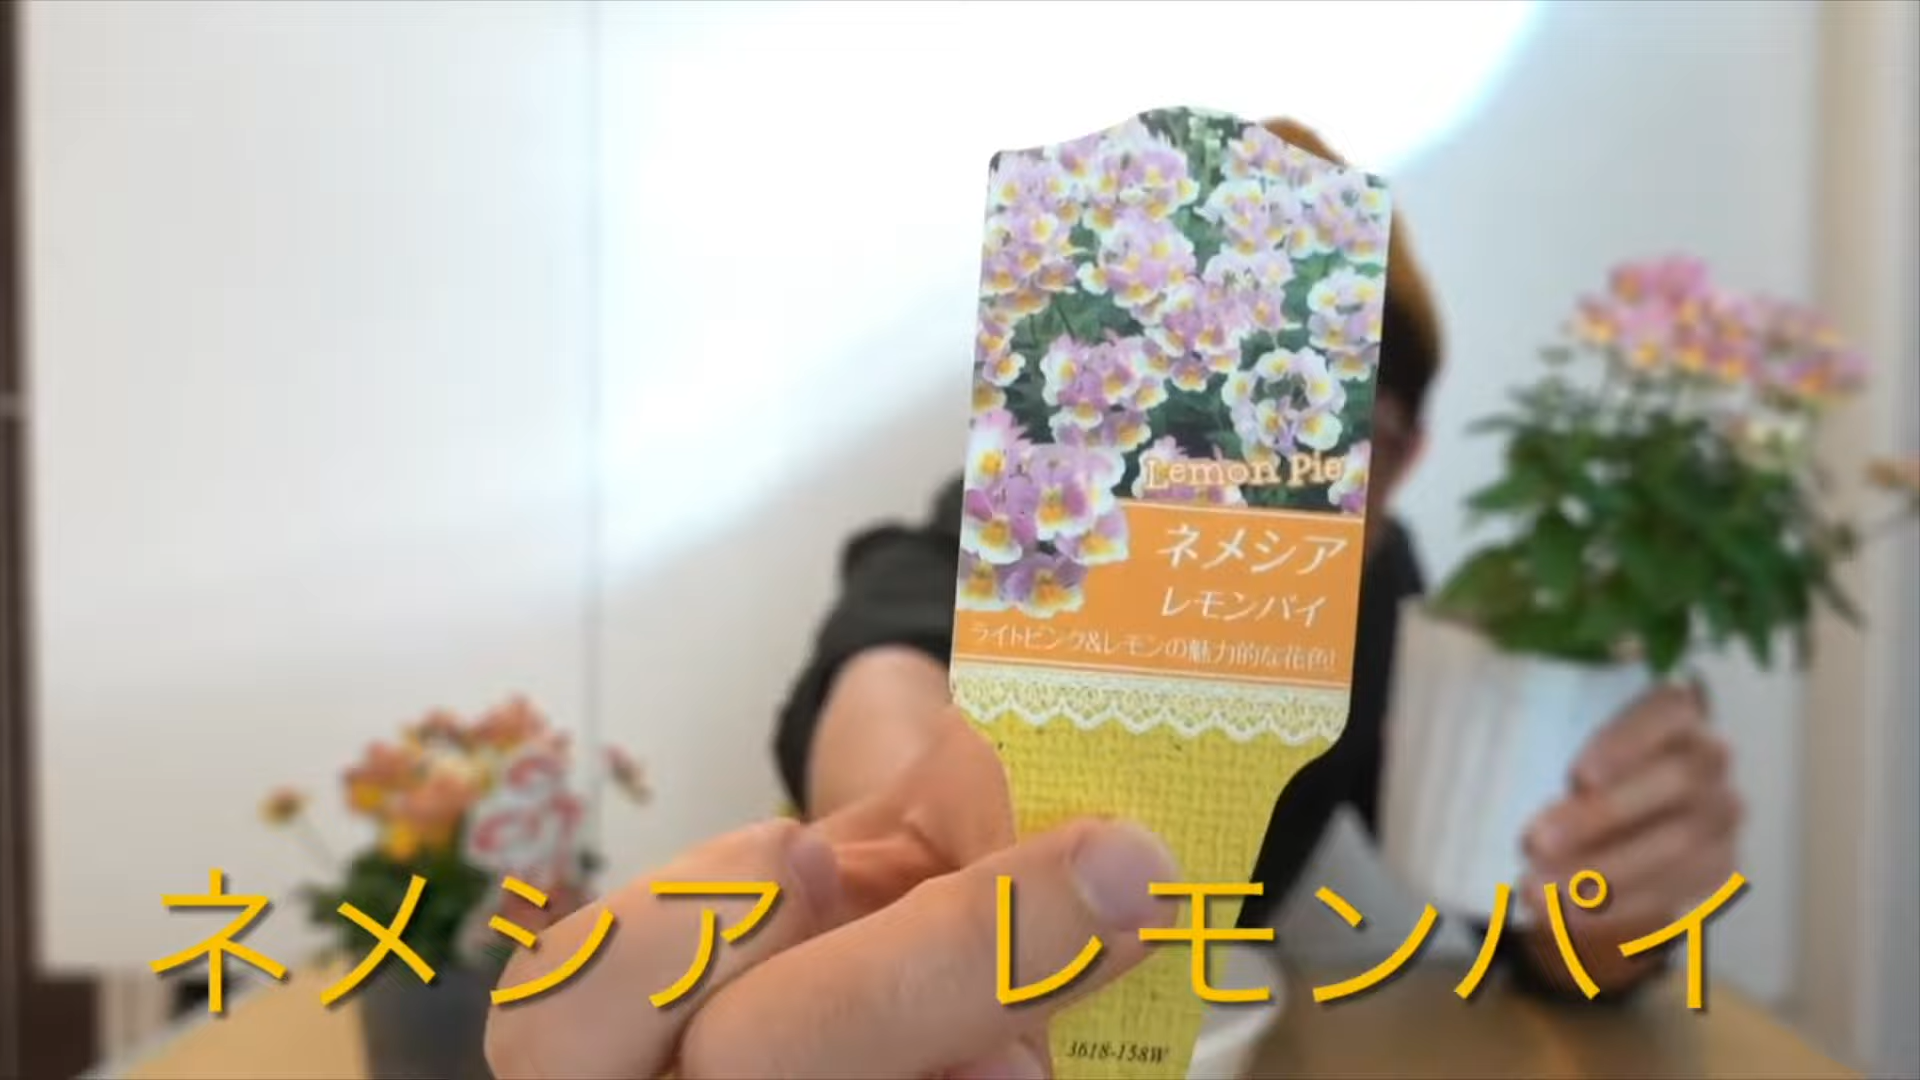 Lemon Pie
ネメシア
レモンパイ
ライトピンク&レモンの魅力的な花色!
ネメシア レモンパイ
3618-158W